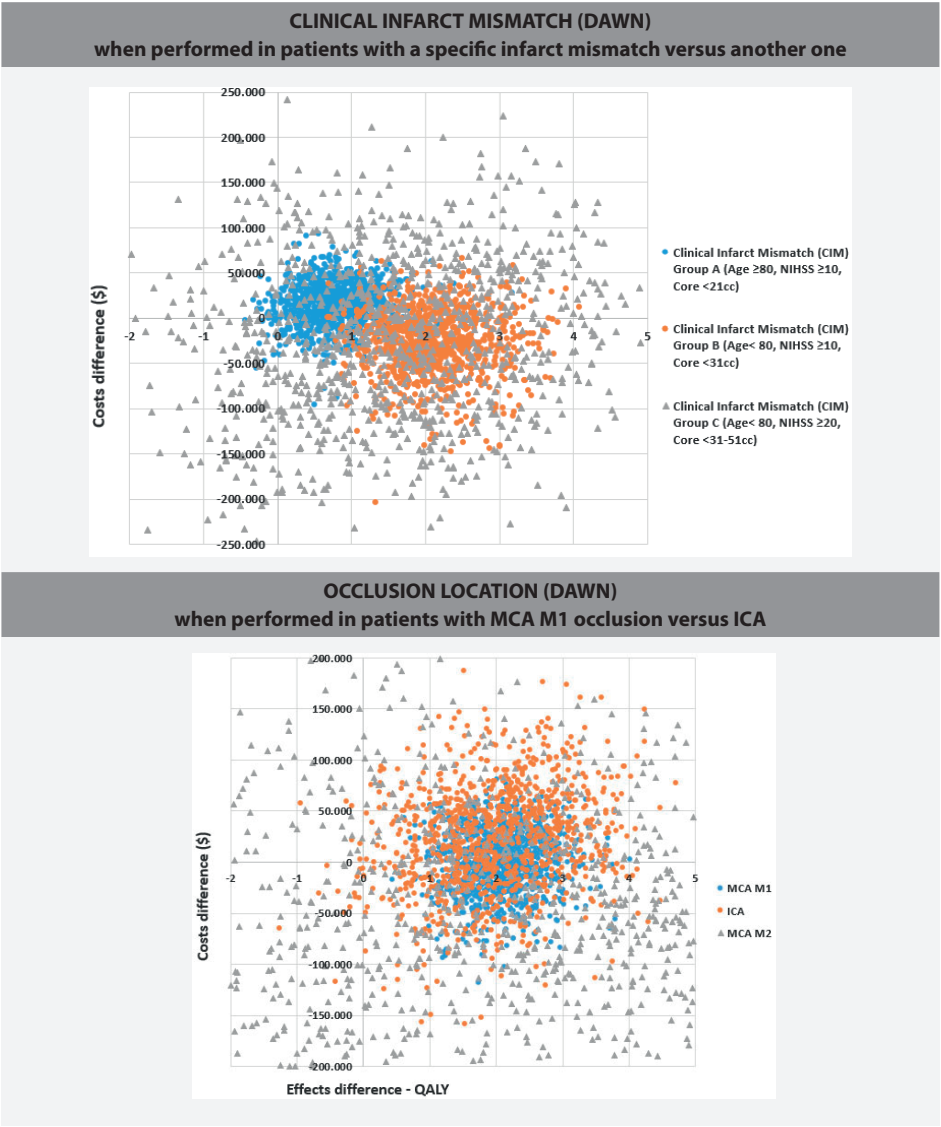 CLINICAL INFARCT MISMATCH (DAWN)
when performed in patients with a specific infarct mismatch versus another one
250.000
200.000
150.000
100.000
50.000
0
-2
-1
0
1
2
3
4
5
-50.000
-100.000
-150.000
-200.000
-250.000
Costs difference ($)
Clinical Infarct Mismatch (CIM)
Group A (Age ≥80, NIHSS ≥10,
Core <21cc)
Clinical Infarct Mismatch (CIM)
Group B (Age< 80, NIHSS ≥10,
Core <31cc)
Clinical Infarct Mismatch (CIM)
Group C (Age< 80, NIHSS ≥20,
Core <31-51cc)
OCCLUSION LOCATION (DAWN)
when performed in patients with MCA M1 occlusion versus ICA
200.000
150.000
100.000
50.000
0
-2
-1
0
1
2
3
4
5
-50.000
-100.000
-150.000
-200.000
Costs difference ($)
MCA M1
ICA
MCA M2
Effects difference - QALY